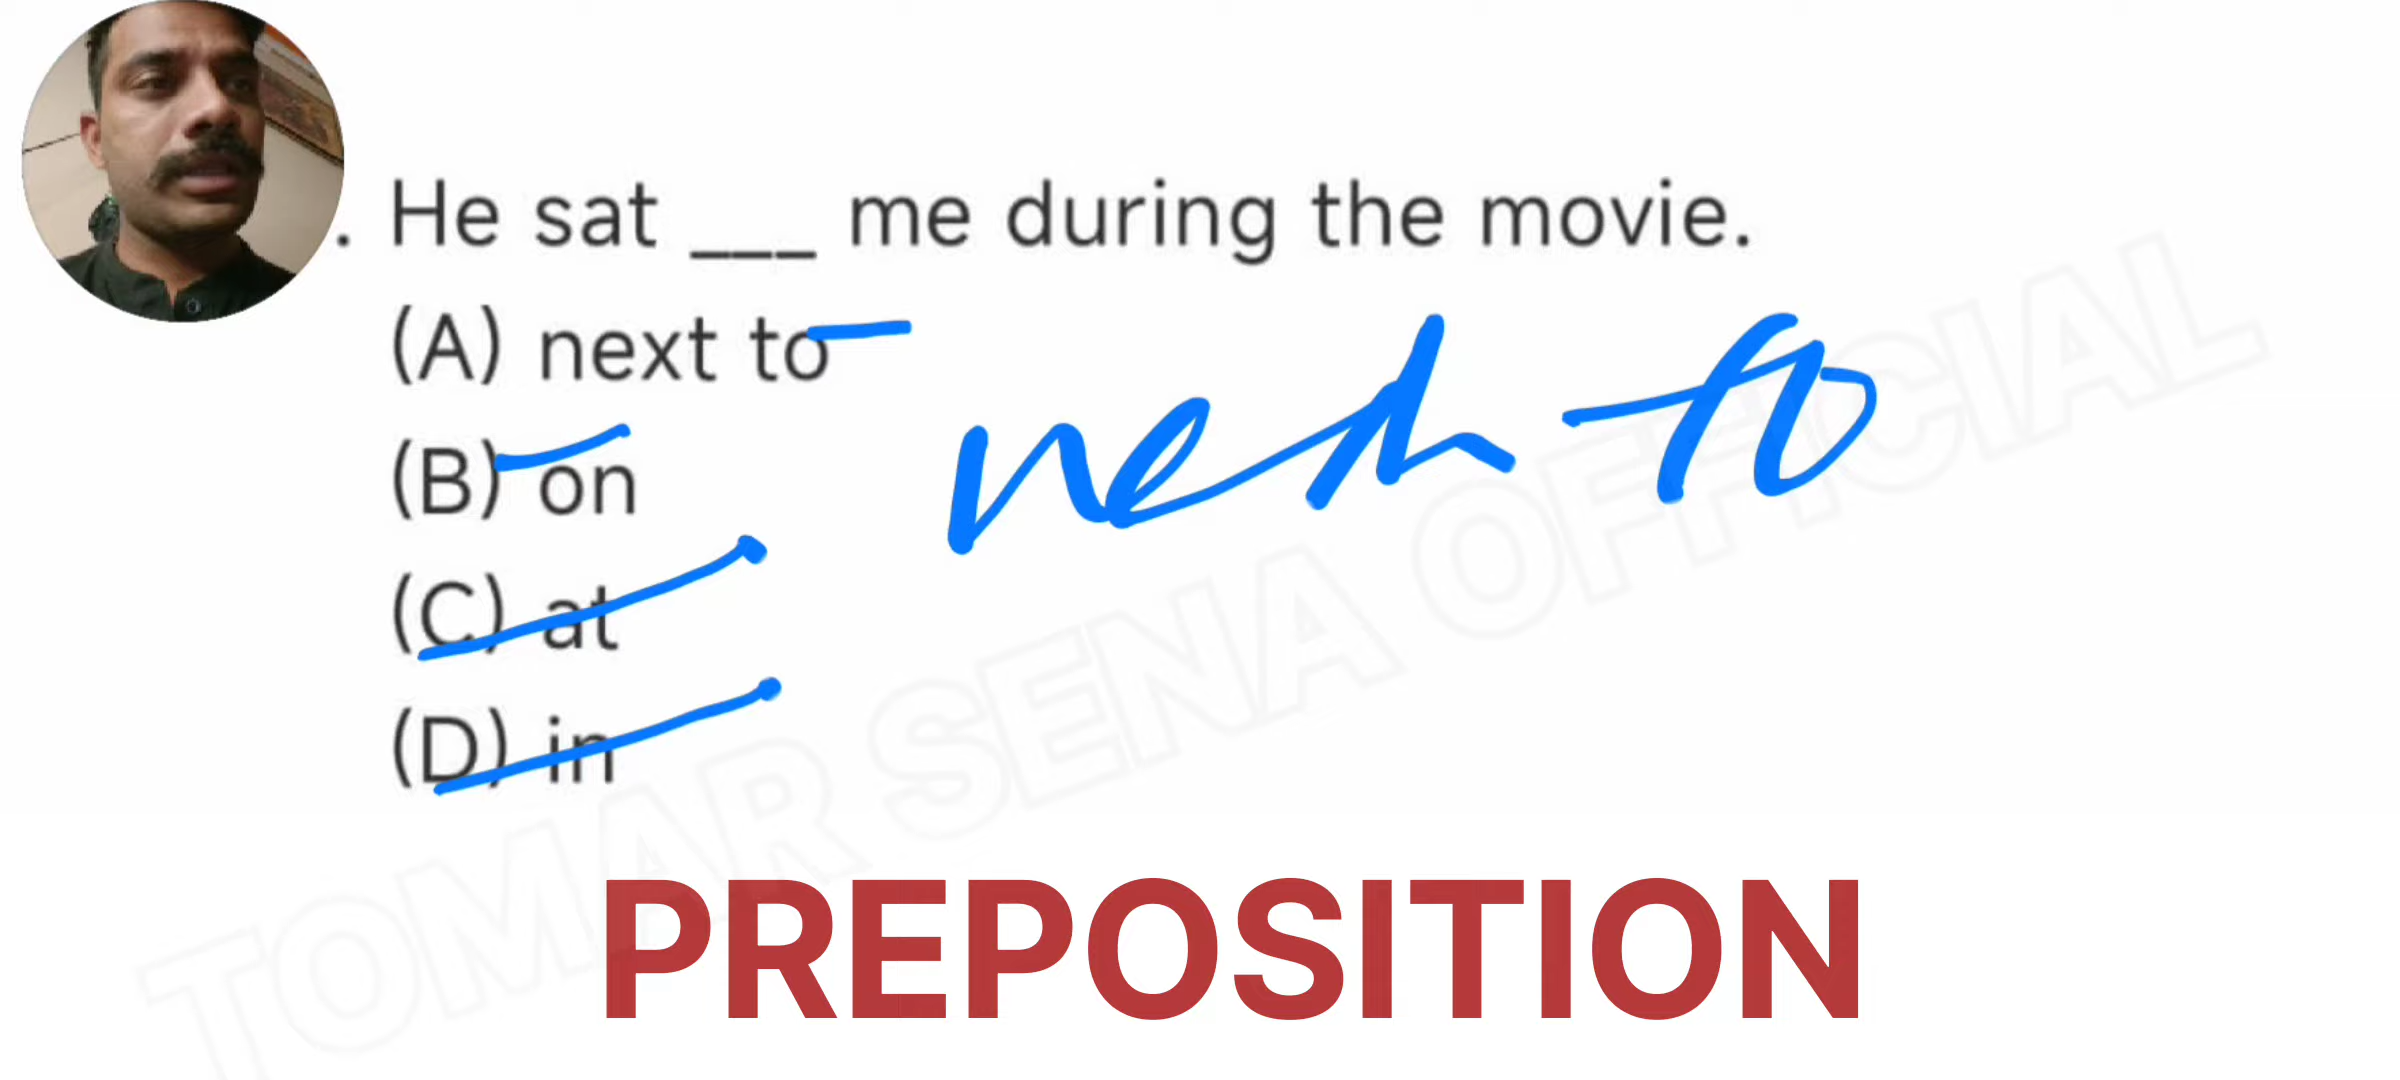 . He sat ___ me during the movie.
(A) next to
(B) on
next to
(C) at
(D) in
TOMAR SENA OFFICIAL
PREPOSITION